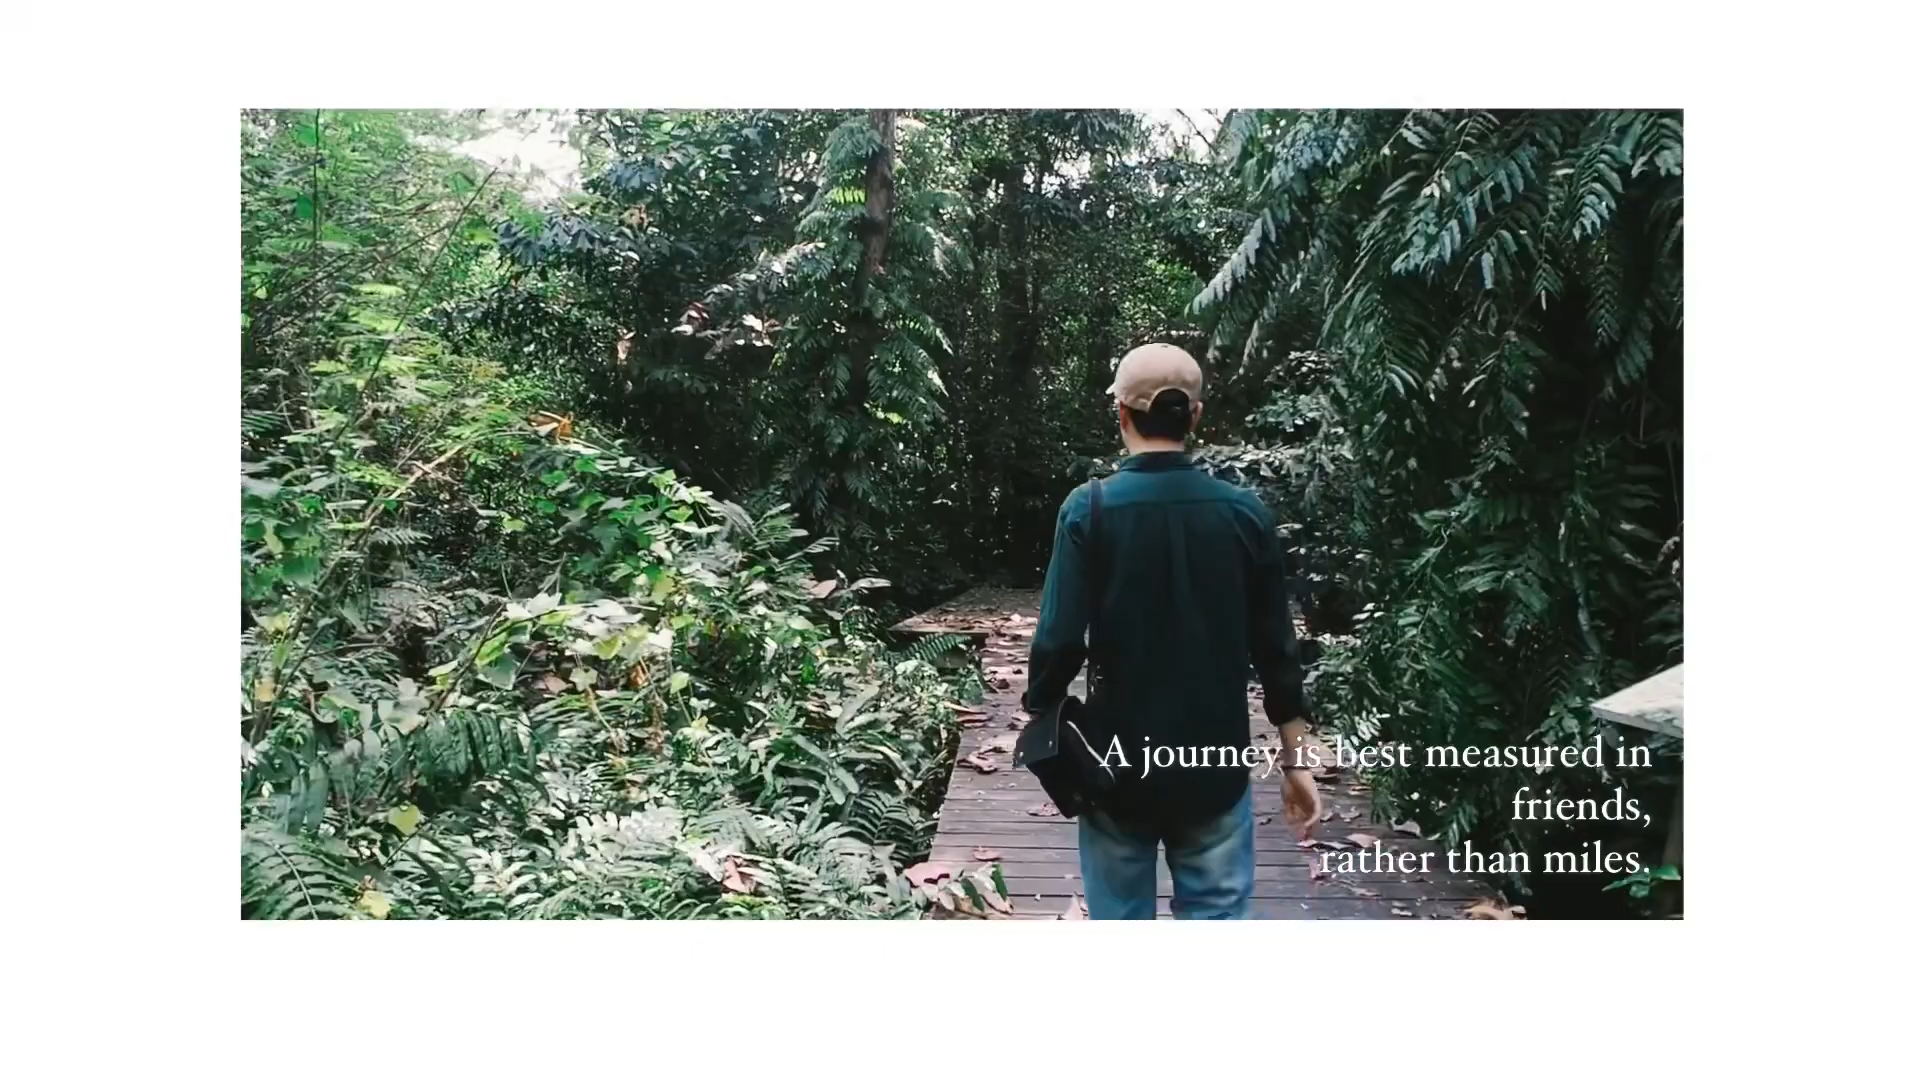 A journey is best measured in
friends,
rather than miles.